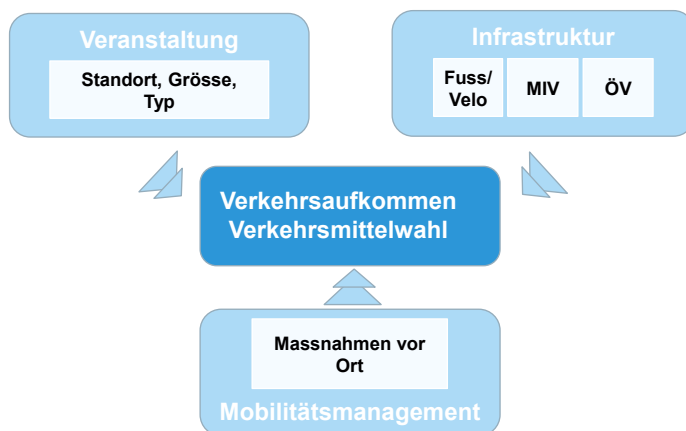 Veranstaltung
Standort, Grösse,
Typ
Infrastruktur
Fuss/
Velo
MIV
ÖV
Verkehrsaufkommen
Verkehrsmittelwahl
Massnahmen vor
Ort
Mobilitätsmanagement